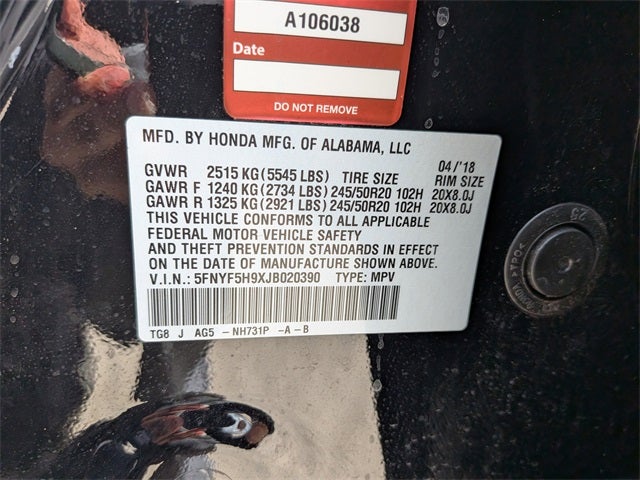 A106038
Date
DO NOT REMOVE
MFD. BY HONDA MFG. OF ALABAMA, LLC
04/'18
GVWR 2515 KG (5545 LBS) TIRE SIZE RIM SIZE
GAWR F 1240 KG (2734 LBS) 245/50R20 102H 20X8.0J
GAWR R 1325 KG (2921 LBS) 245/50R20 102H 20X8.0J
THIS VEHICLE CONFORMS TO ALL APPLICABLE
FEDERAL MOTOR VEHICLE SAFETY
AND THEFT PREVENTION STANDARDS IN EFFECT
ON THE DATE OF MANUFACTURE SHOWN ABOVE.
V.I.N.: 5FNYF5H9XJB020390 TYPE: MPV
TG8 J AG5 - NH731P -A-B
25